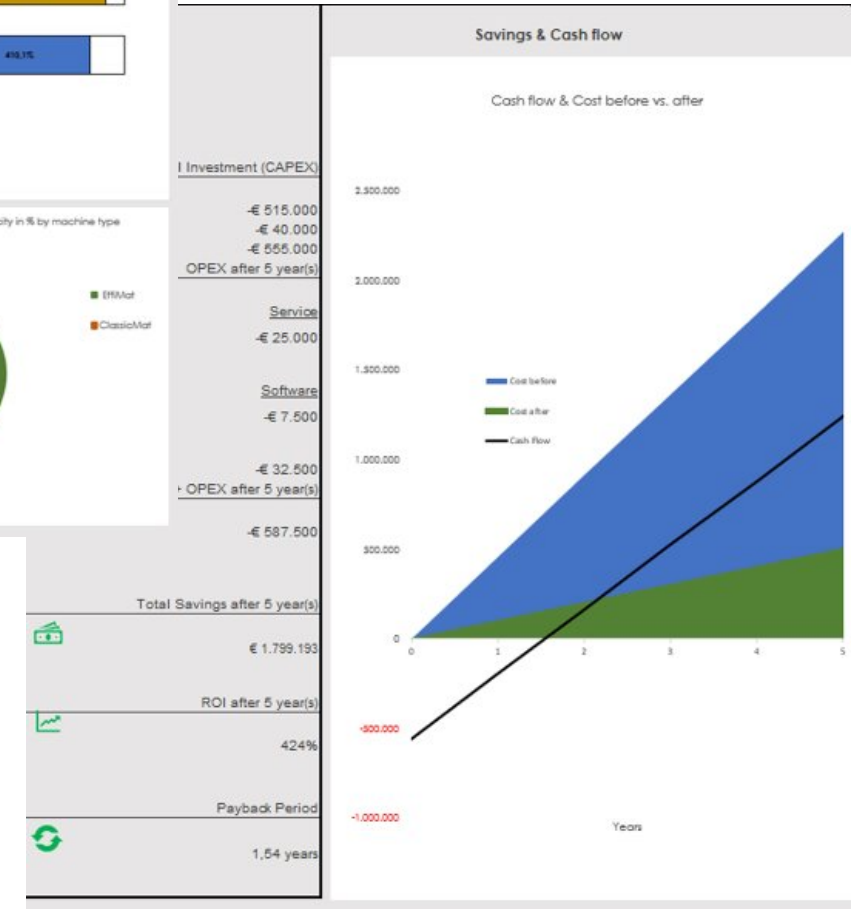 410,1%
city in % by machine type
EffiMat
ClassicMat
l Investment (CAPEX)
-€ 515.000
-€ 40.000
-€ 555.000
OPEX after 5 year(s)
Service
-€ 25.000
Software
-€ 7.500
-€ 32.500
+ OPEX after 5 year(s)
-€ 587.500
Total Savings after 5 year(s)
€ 1.799.193
ROI after 5 year(s)
424%
Payback Period
1,54 years
Savings & Cash flow
Cash flow & Cost before vs. after
2.500.000
2.000.000
1.500.000
1.000.000
500.000
0
-500.000
-1.000.000
Cost before
Cost after
Cash flow
0 1 2 3 4 5
Years